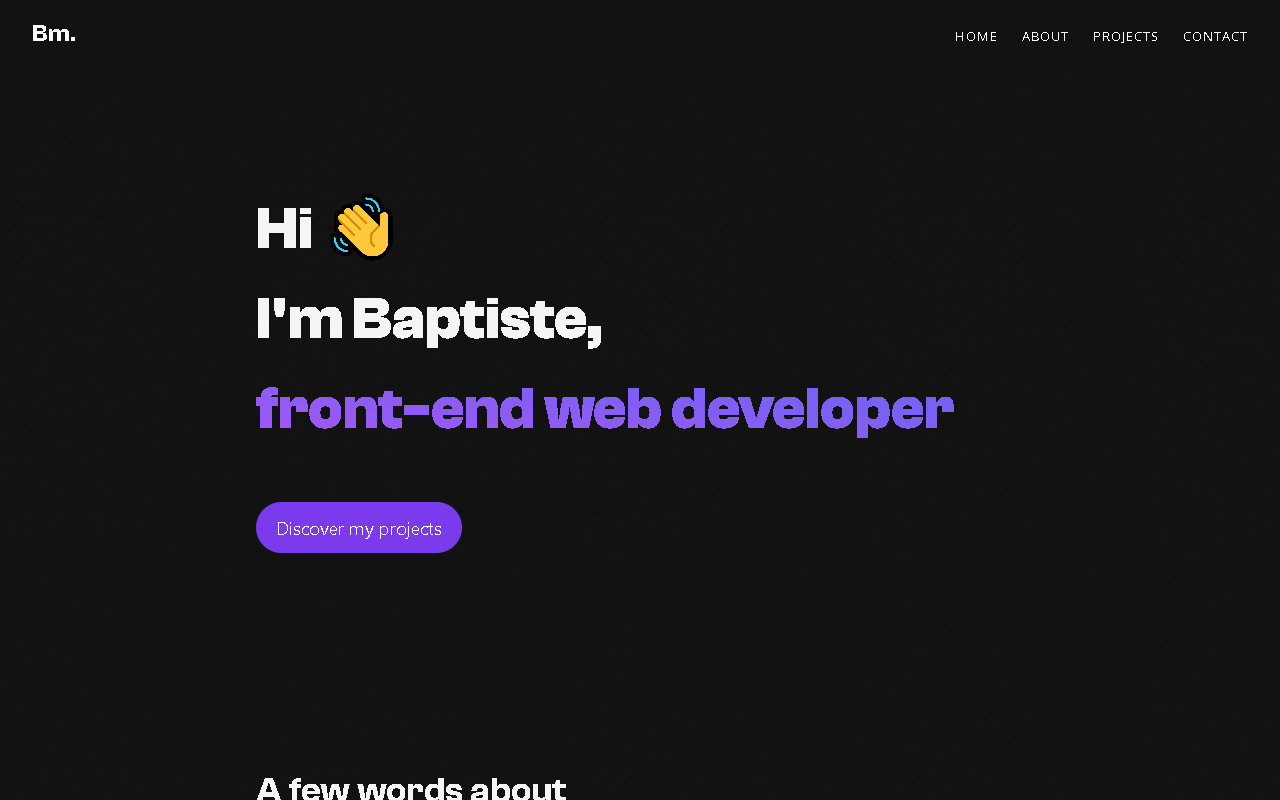 Bm.
HOME ABOUT PROJECTS CONTACT
Hi 👋
I'm Baptiste,
front-end web developer
Discover my projects
A few words about